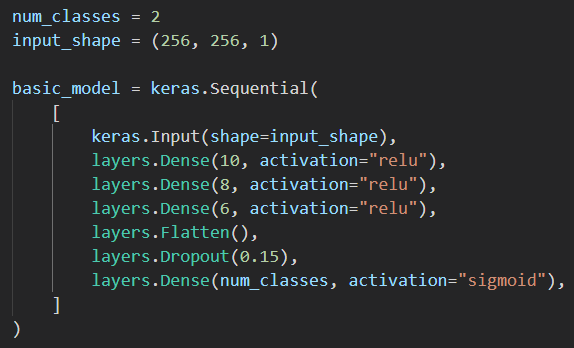 num_classes = 2
input_shape = (256, 256, 1)

basic_model = keras.Sequential(
    [
        keras.Input(shape=input_shape),
        layers.Dense(10, activation="relu"),
        layers.Dense(8, activation="relu"),
        layers.Dense(6, activation="relu"),
        layers.Flatten(),
        layers.Dropout(0.15),
        layers.Dense(num_classes, activation="sigmoid"),
    ]
)